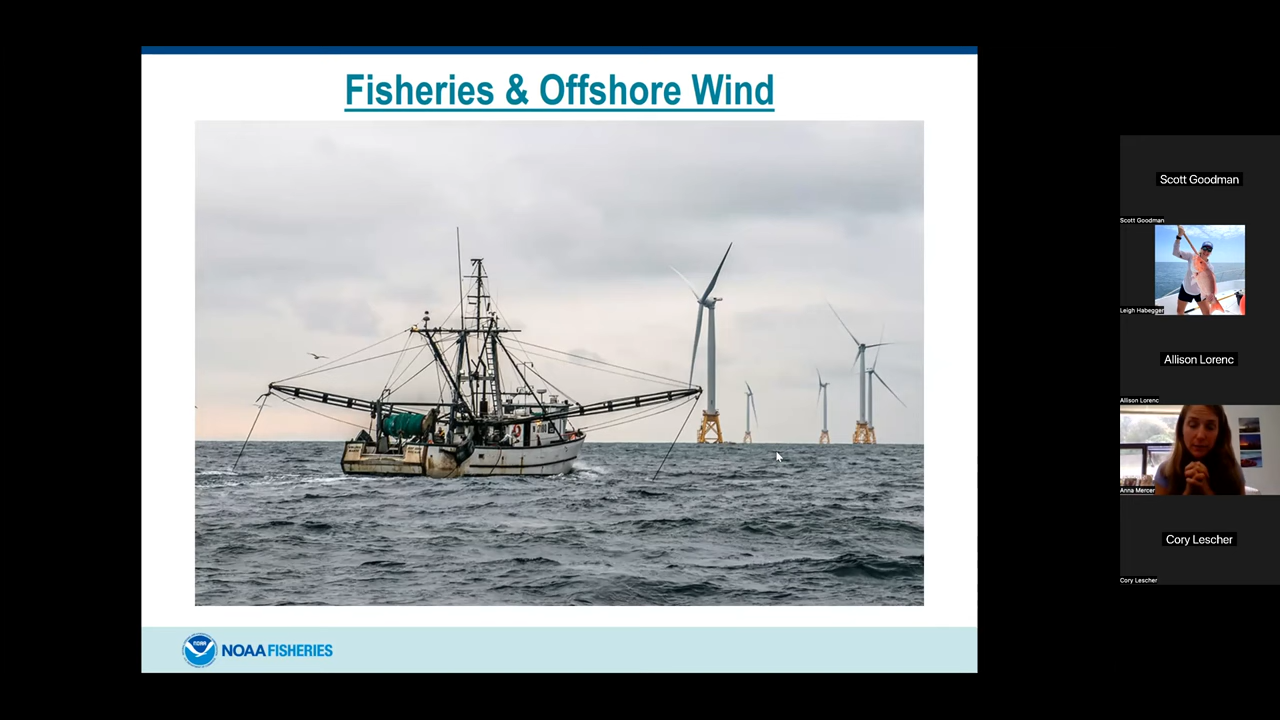 Fisheries & Offshore Wind
NOAA FISHERIES
Scott Goodman
Scott Goodman
Leigh Habegger
Allison Lorenc
Allison Lorenc
Anna Mercer
Cory Lescher
Cory Lescher